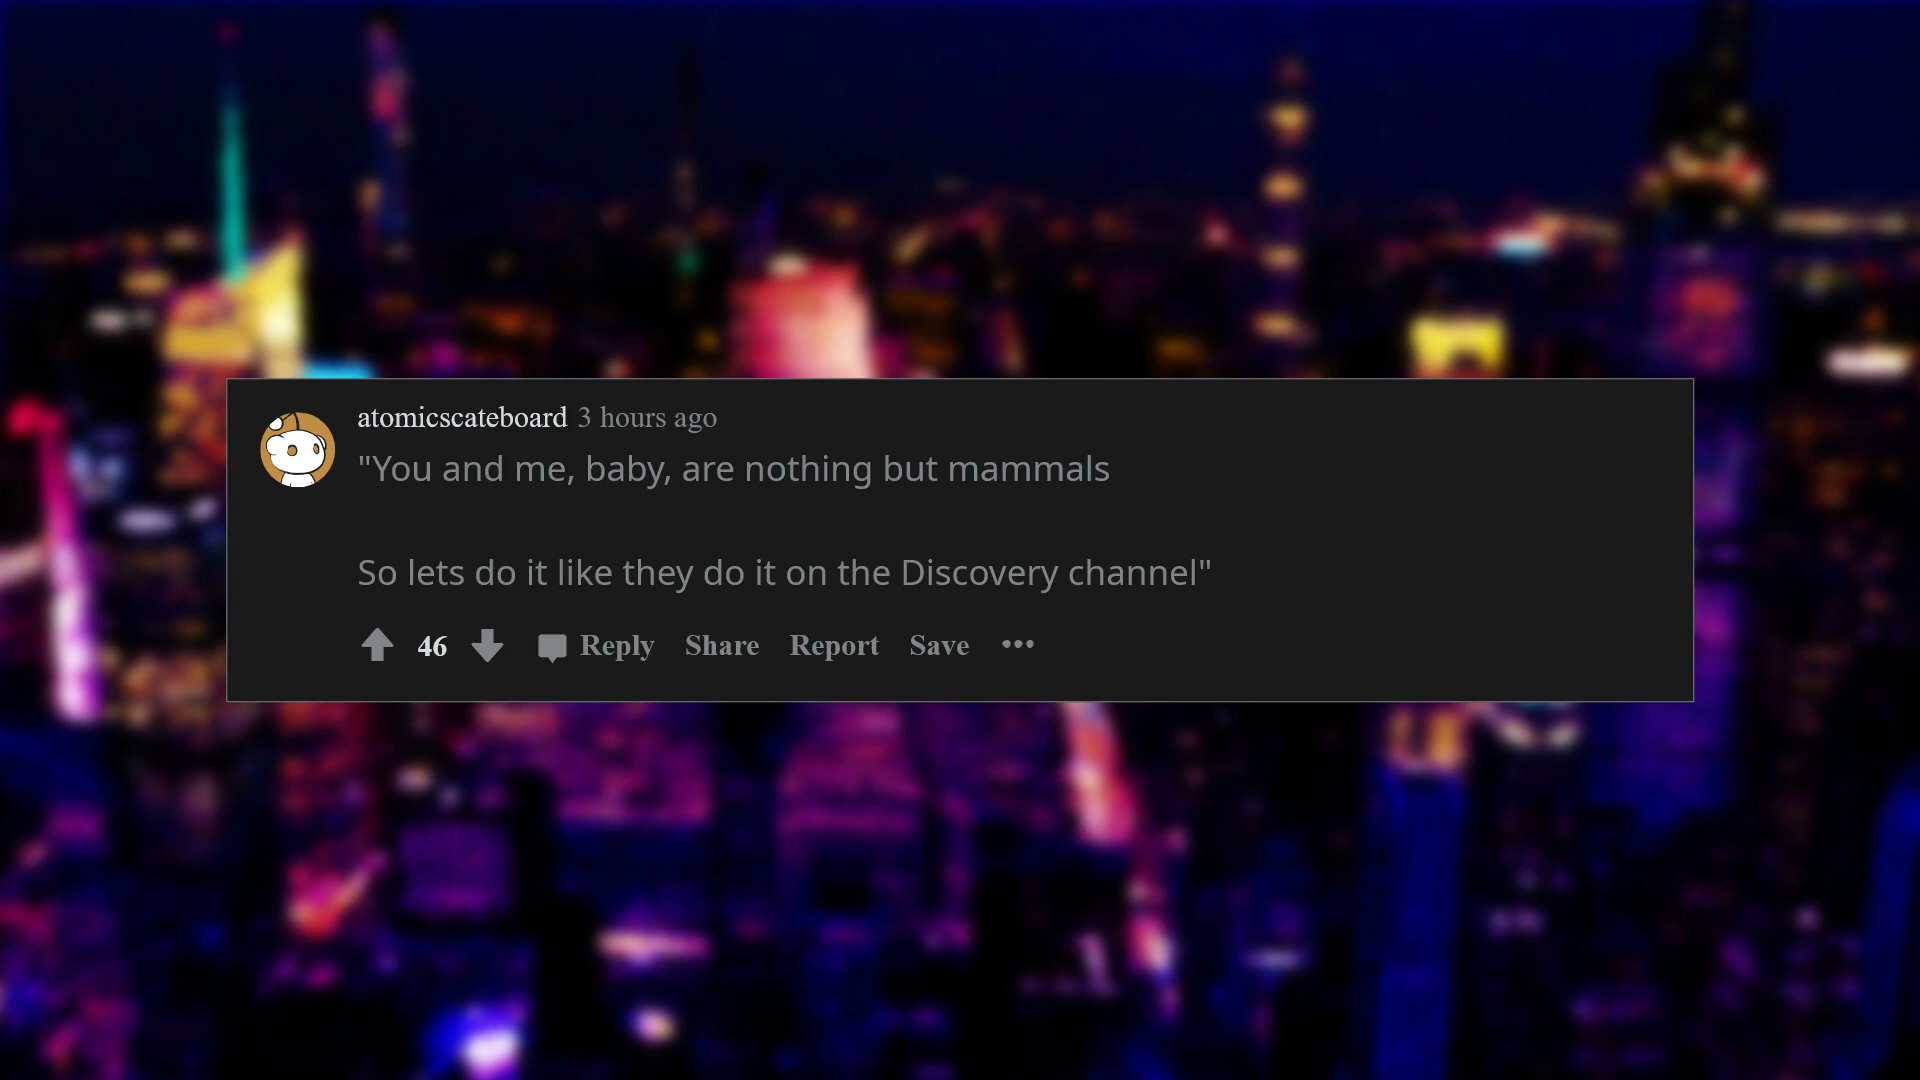 atomicscateboard 3 hours ago
"You and me, baby, are nothing but mammals
So lets do it like they do it on the Discovery channel"
46 Reply Share Report Save •••